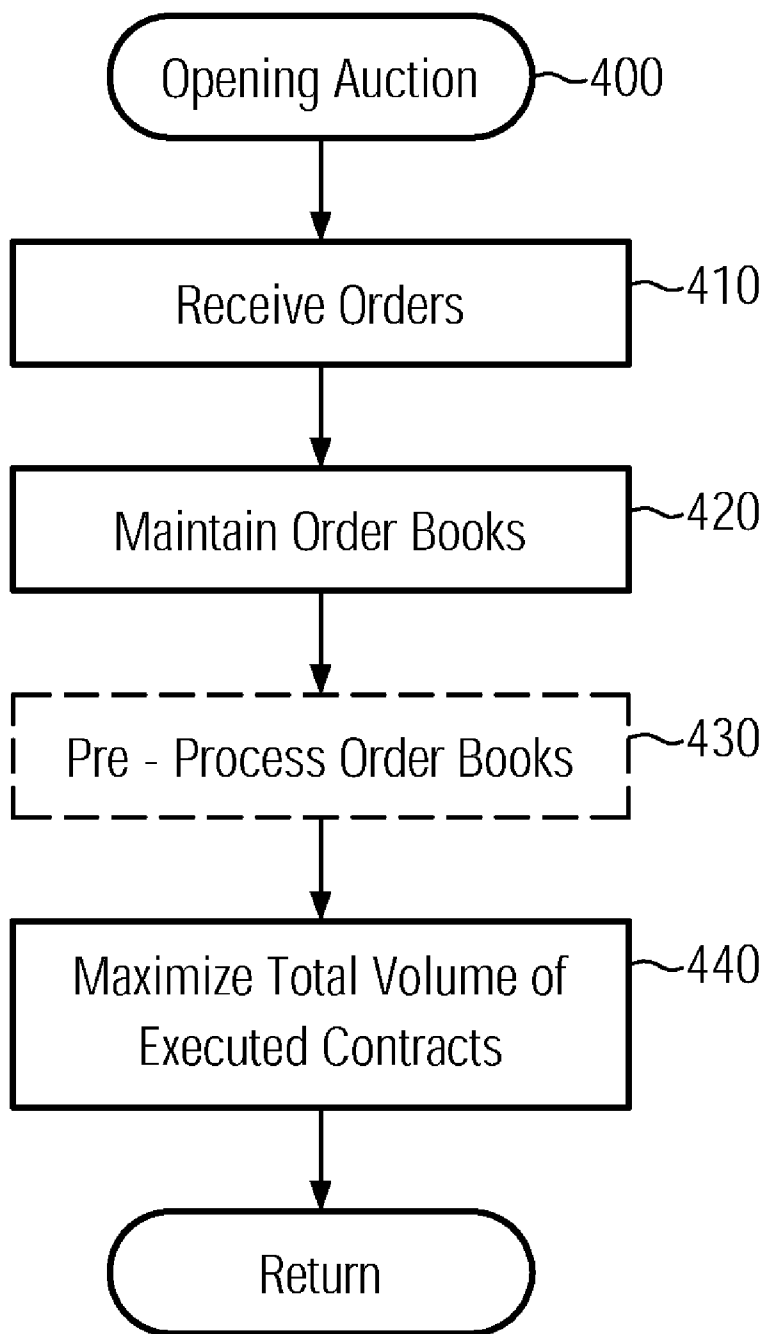 Opening Auction 400
Receive Orders 410
Maintain Order Books 420
Pre - Process Order Books 430
Maximize Total Volume of 440
Executed Contracts
Return